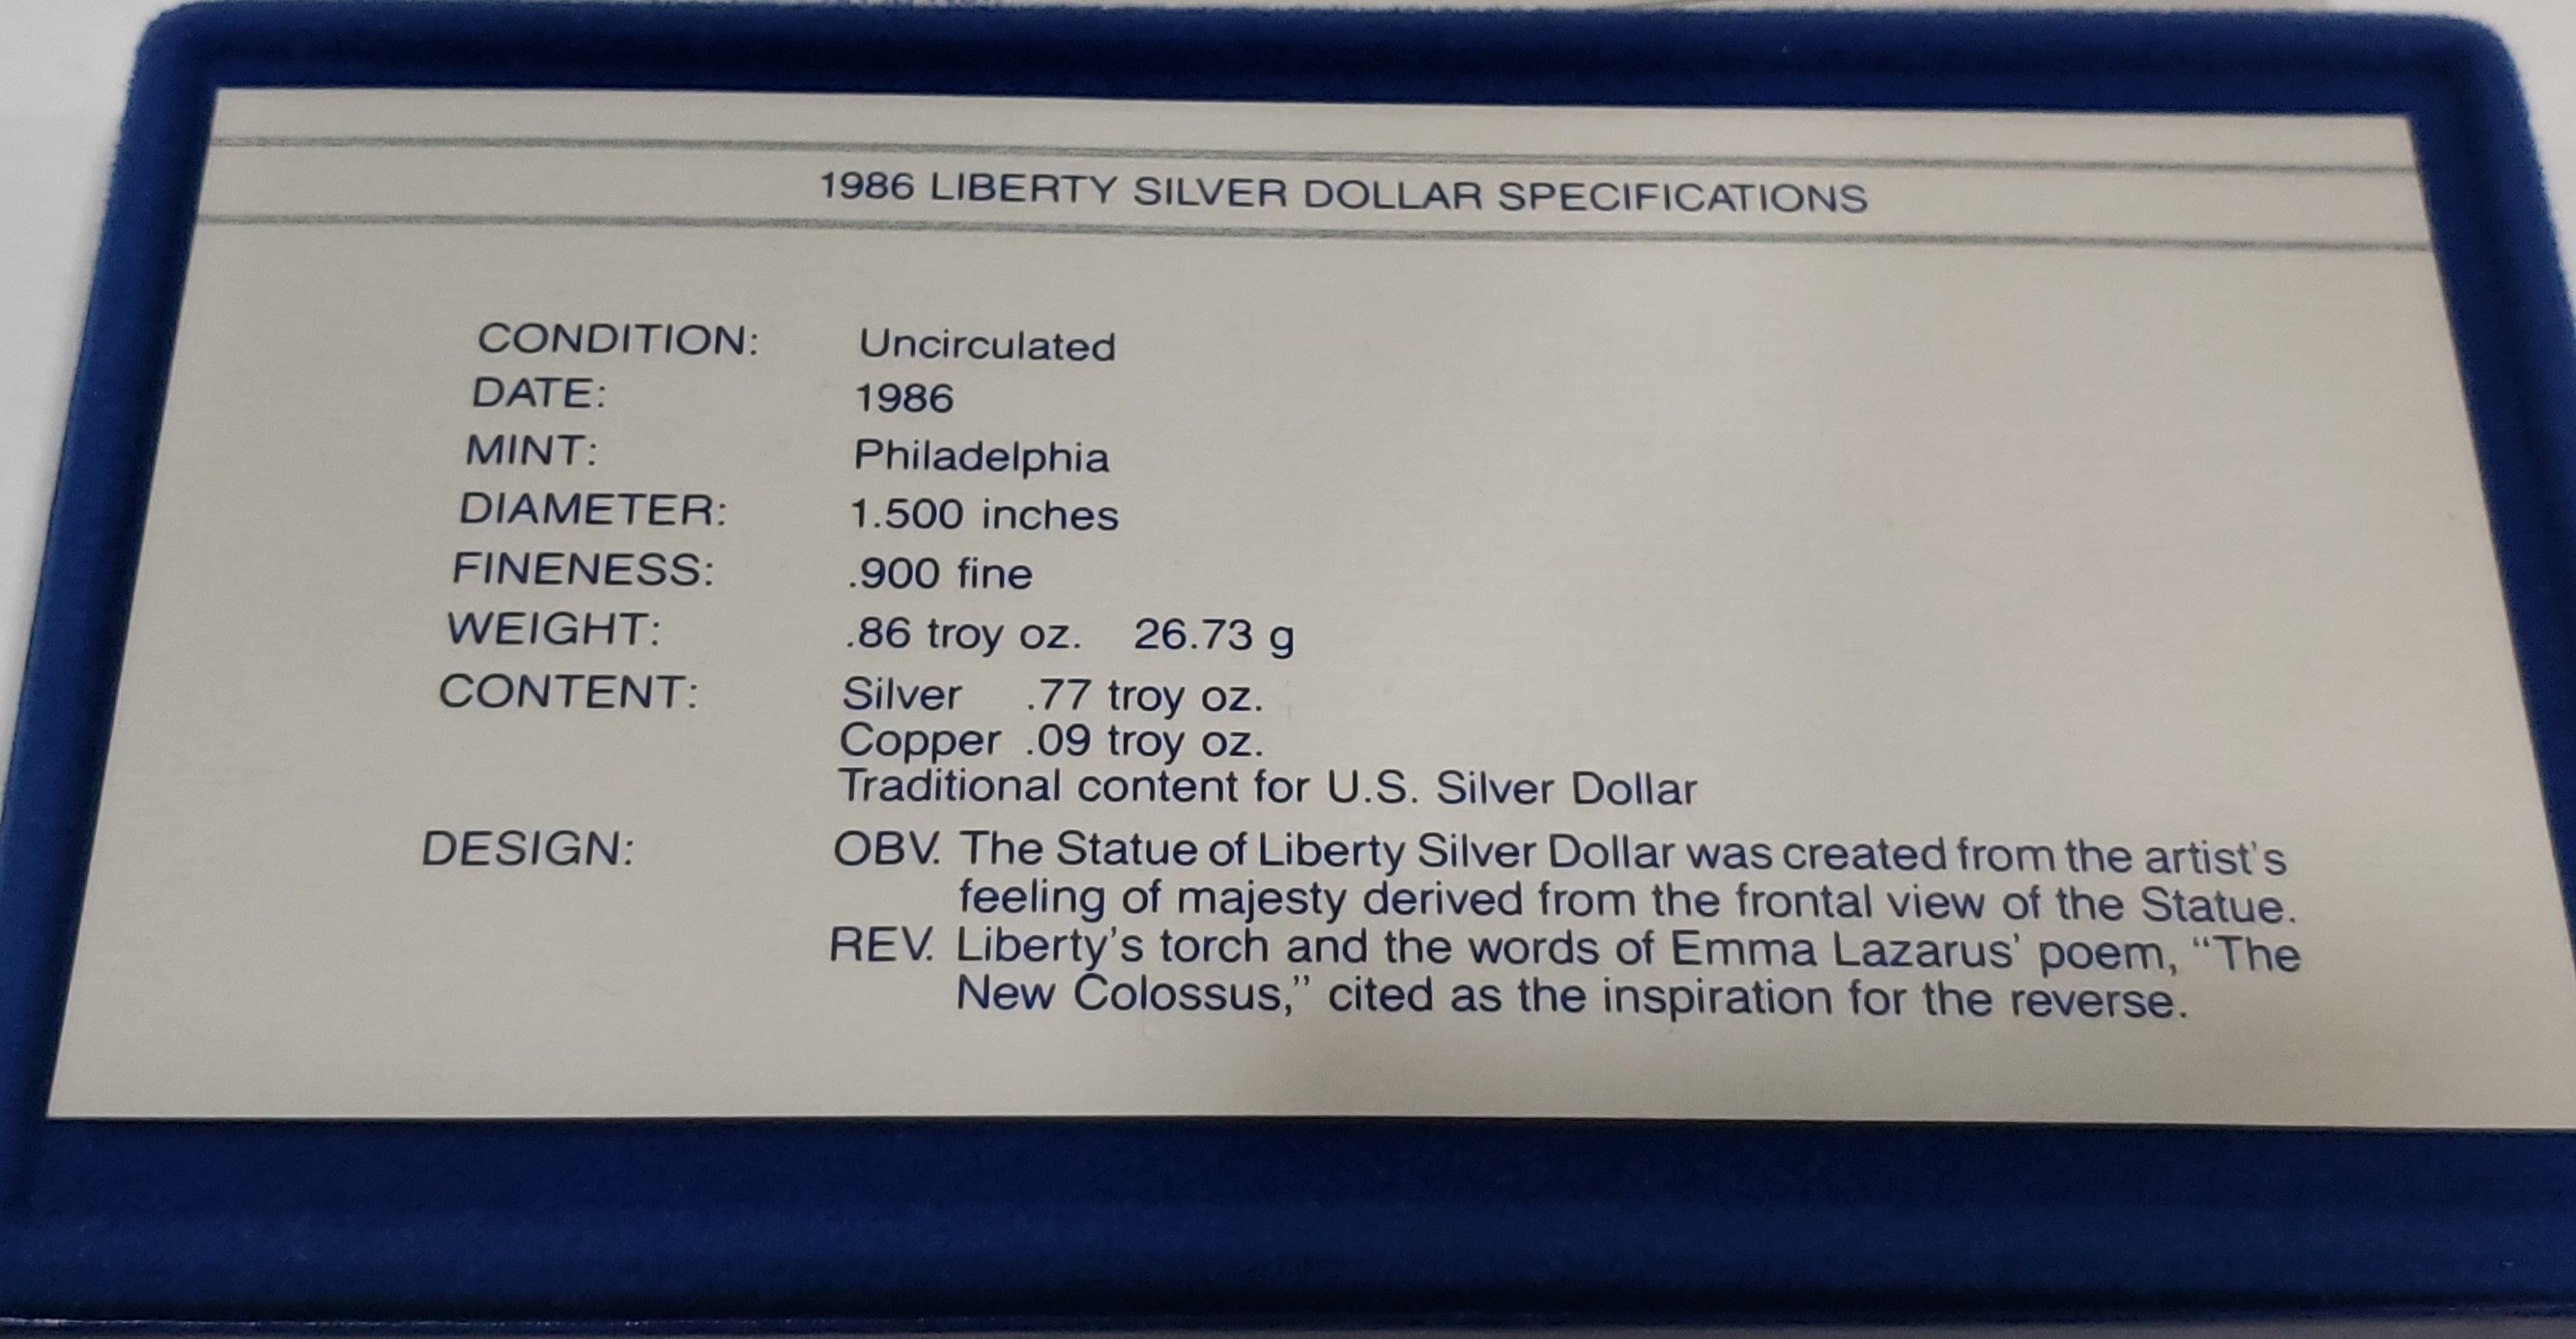 1986 LIBERTY SILVER DOLLAR SPECIFICATIONS
CONDITION: Uncirculated
DATE: 1986
MINT: Philadelphia
DIAMETER: 1.500 inches
FINENESS: .900 fine
WEIGHT: .86 troy oz. 26.73 g
CONTENT: Silver .77 troy oz.
Copper .09 troy oz.
Traditional content for U.S. Silver Dollar
DESIGN: OBV. The Statue of Liberty Silver Dollar was created from the artist's
feeling of majesty derived from the frontal view of the Statue.
REV. Liberty's torch and the words of Emma Lazarus' poem, “The
New Colossus,” cited as the inspiration for the reverse.